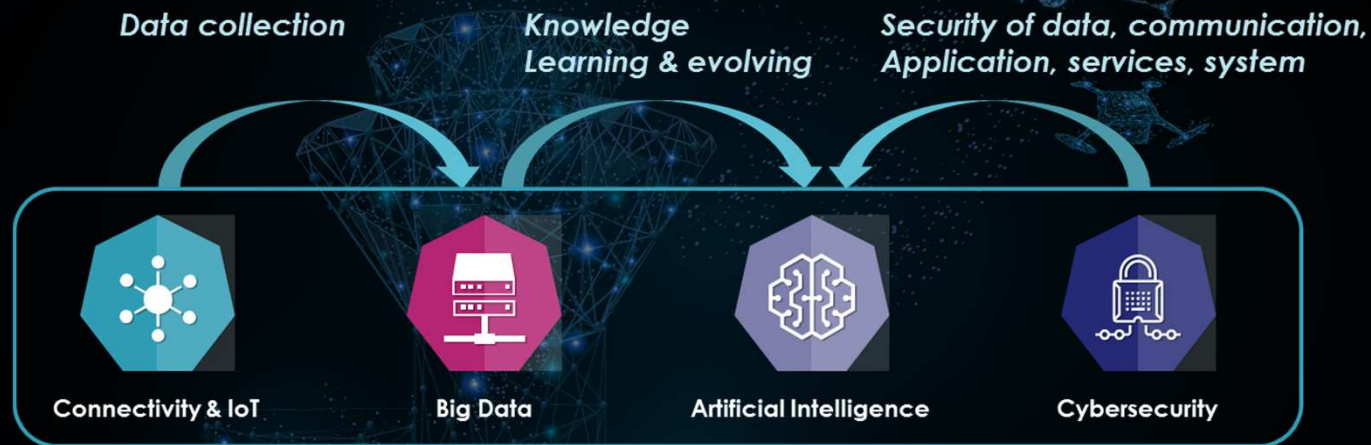 Data collection
Knowledge
Learning & evolving
Security of data, communication,
Application, services, system
Connectivity & IoT
Big Data
Artificial Intelligence
Cybersecurity